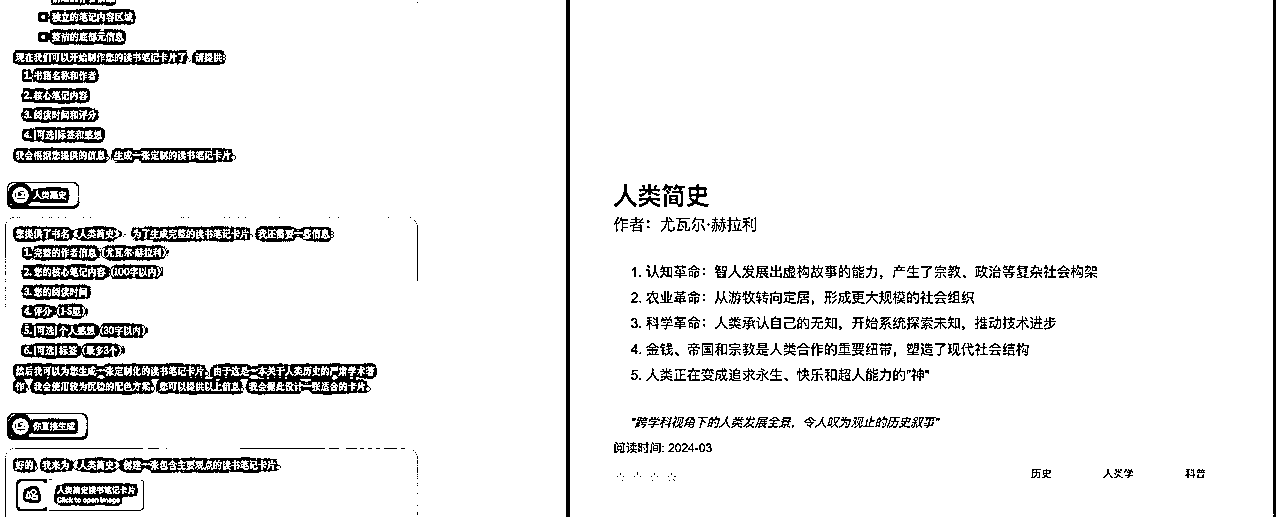 独立的笔记内容区域
整洁的底部元信息
现在我们可以开始制作您的读书笔记卡片了，请提供：
1. 书籍名称和作者
2. 核心笔记内容
3. 阅读时间和评分
4. [可选]标签和感想
我会根据您提供的信息，生成一张定制的读书笔记卡片。
人类简史
您提供了书名《人类简史》。为了生成完整的读书笔记卡片，我还需要一些信息：
1. 完整的作者信息（尤瓦尔·赫拉利）
2. 您的核心笔记内容（100字以内）
3. 您的阅读时间
4. 评分（1-5星）
5. [可选]个人感想（30字以内）
6. [可选]标签（最多3个）
然后我可以为您生成一张定制化的读书笔记卡片。由于这是一本关于人类历史的严肃学术著
作，我会使用较为沉稳的配色方案。您可以提供以上信息，我会据此设计一张适合的卡片。
你直接生成
好的，我来为《人类简史》创建一张包含主要观点的读书笔记卡片。
人类简史读书笔记卡片
Click to open image
人类简史
作者：尤瓦尔·赫拉利
1. 认知革命：智人发展出虚构故事的能力，产生了宗教、政治等复杂社会构架
2. 农业革命：从游牧转向定居，形成更大规模的社会组织
3. 科学革命：人类承认自己的无知，开始系统探索未知，推动技术进步
4. 金钱、帝国和宗教是人类合作的重要纽带，塑造了现代社会结构
5. 人类正在变成追求永生、快乐和超人能力的"神"
"跨学科视角下的人类发展全景，令人叹为观止的历史叙事"
阅读时间: 2024-03
历史 人类学 科普